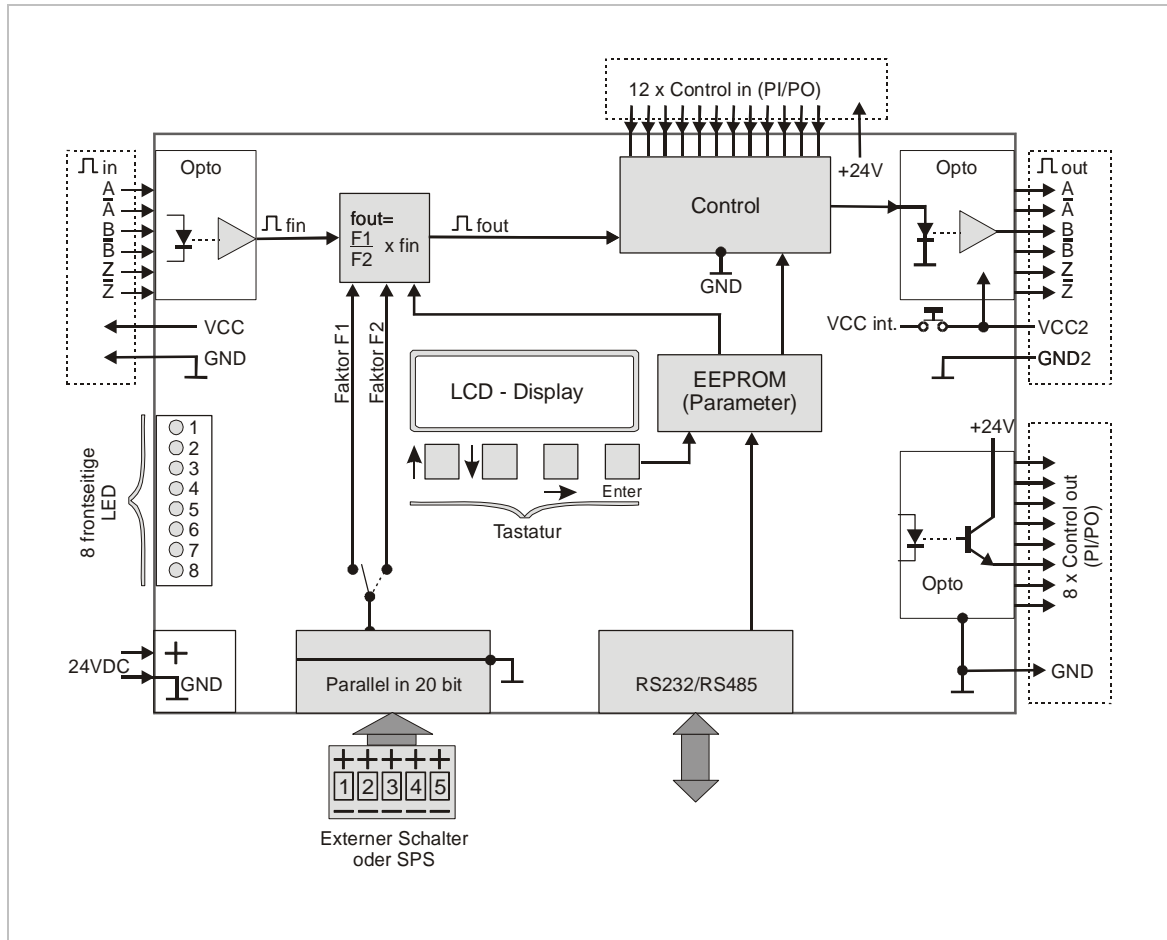 12 x Control in (PI/PO)
+24V
⎍ in
A
A̅
B
B̅
Z
Z̅
VCC
GND
Opto
⎍ fin
fout=
F1
F2
x fin
⎍ fout
Control
GND
Opto
⎍ out
A
A̅
B
B̅
Z
Z̅
VCC int.
VCC2
GND2
Faktor F1
Faktor F2
LCD - Display
EEPROM
(Parameter)
Enter
Tastatur
8 frontseitige
LED
1
2
3
4
5
6
7
8
+24V
Opto
8 x Control out
(PI/PO)
GND
24VDC
+
GND
Parallel in 20 bit
RS232/RS485
+ + + + +
1 2 3 4 5
– – – – –
Externer Schalter
oder SPS